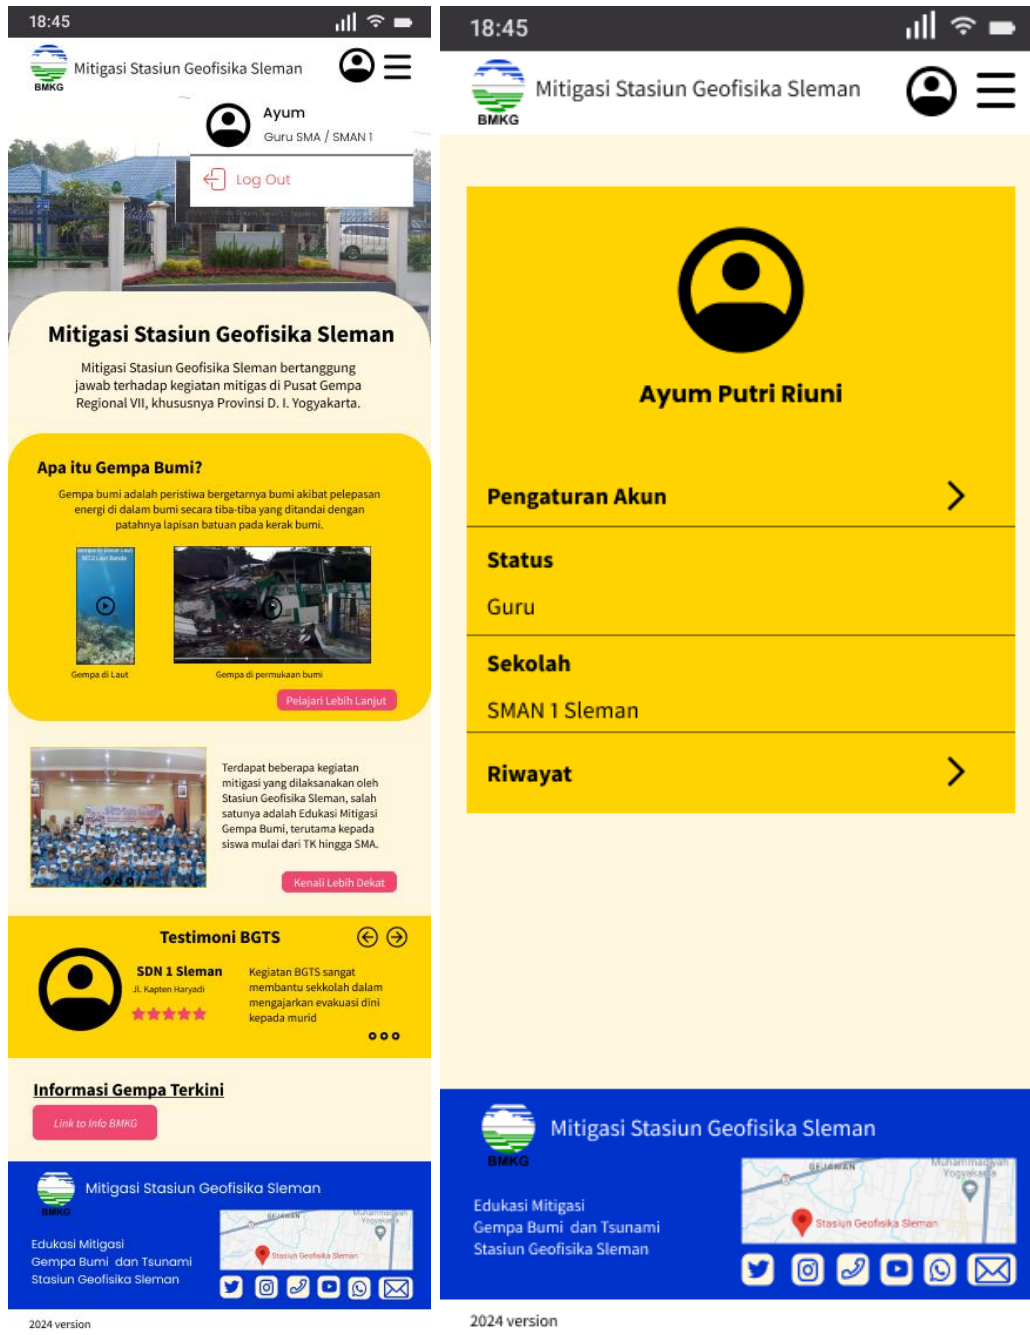 18:45
BMKG
Mitigasi Stasiun Geofisika Sleman
Ayum
Guru SMA / SMAN 1
Log Out
Mitigasi Stasiun Geofisika Sleman
Mitigasi Stasiun Geofisika Sleman bertanggung
jawab terhadap kegiatan mitigas di Pusat Gempa
Regional VII, khususnya Provinsi D. I. Yogyakarta.
Apa itu Gempa Bumi?
Gempa bumi adalah peristiwa bergetarnya bumi akibat pelepasan
energi di dalam bumi secara tiba-tiba yang ditandai dengan
patahnya lapisan batuan pada kerak bumi.
Gempa di Laut
Gempa di permukaan bumi
Pelajari Lebih Lanjut
Terdapat beberapa kegiatan
mitigasi yang dilaksanakan oleh
Stasiun Geofisika Sleman, salah
satunya adalah Edukasi Mitigasi
Gempa Bumi, terutama kepada
siswa mulai dari TK hingga SMA.
Kenali Lebih Dekat
Testimoni BGTS
SDN 1 Sleman
Jl. Kapten Haryadi
Kegiatan BGTS sangat
membantu sekkolah dalam
mengajarkan evakuasi dini
kepada murid
Informasi Gempa Terkini
Link to Info BMKG
BMKG
Mitigasi Stasiun Geofisika Sleman
Edukasi Mitigasi
Gempa Bumi dan Tsunami
Stasiun Geofisika Sleman
GEJAWAN
Muhammadiyah
Yogyakarta
Stasiun Geofisika Sleman
2024 version
18:45
BMKG
Mitigasi Stasiun Geofisika Sleman
Ayum Putri Riuni
Pengaturan Akun
Status
Guru
Sekolah
SMAN 1 Sleman
Riwayat
BMKG
Mitigasi Stasiun Geofisika Sleman
Edukasi Mitigasi
Gempa Bumi dan Tsunami
Stasiun Geofisika Sleman
GEJAWAN
Muhammadiyah
Yogyakarta
Stasiun Geofisika Sleman
2024 version